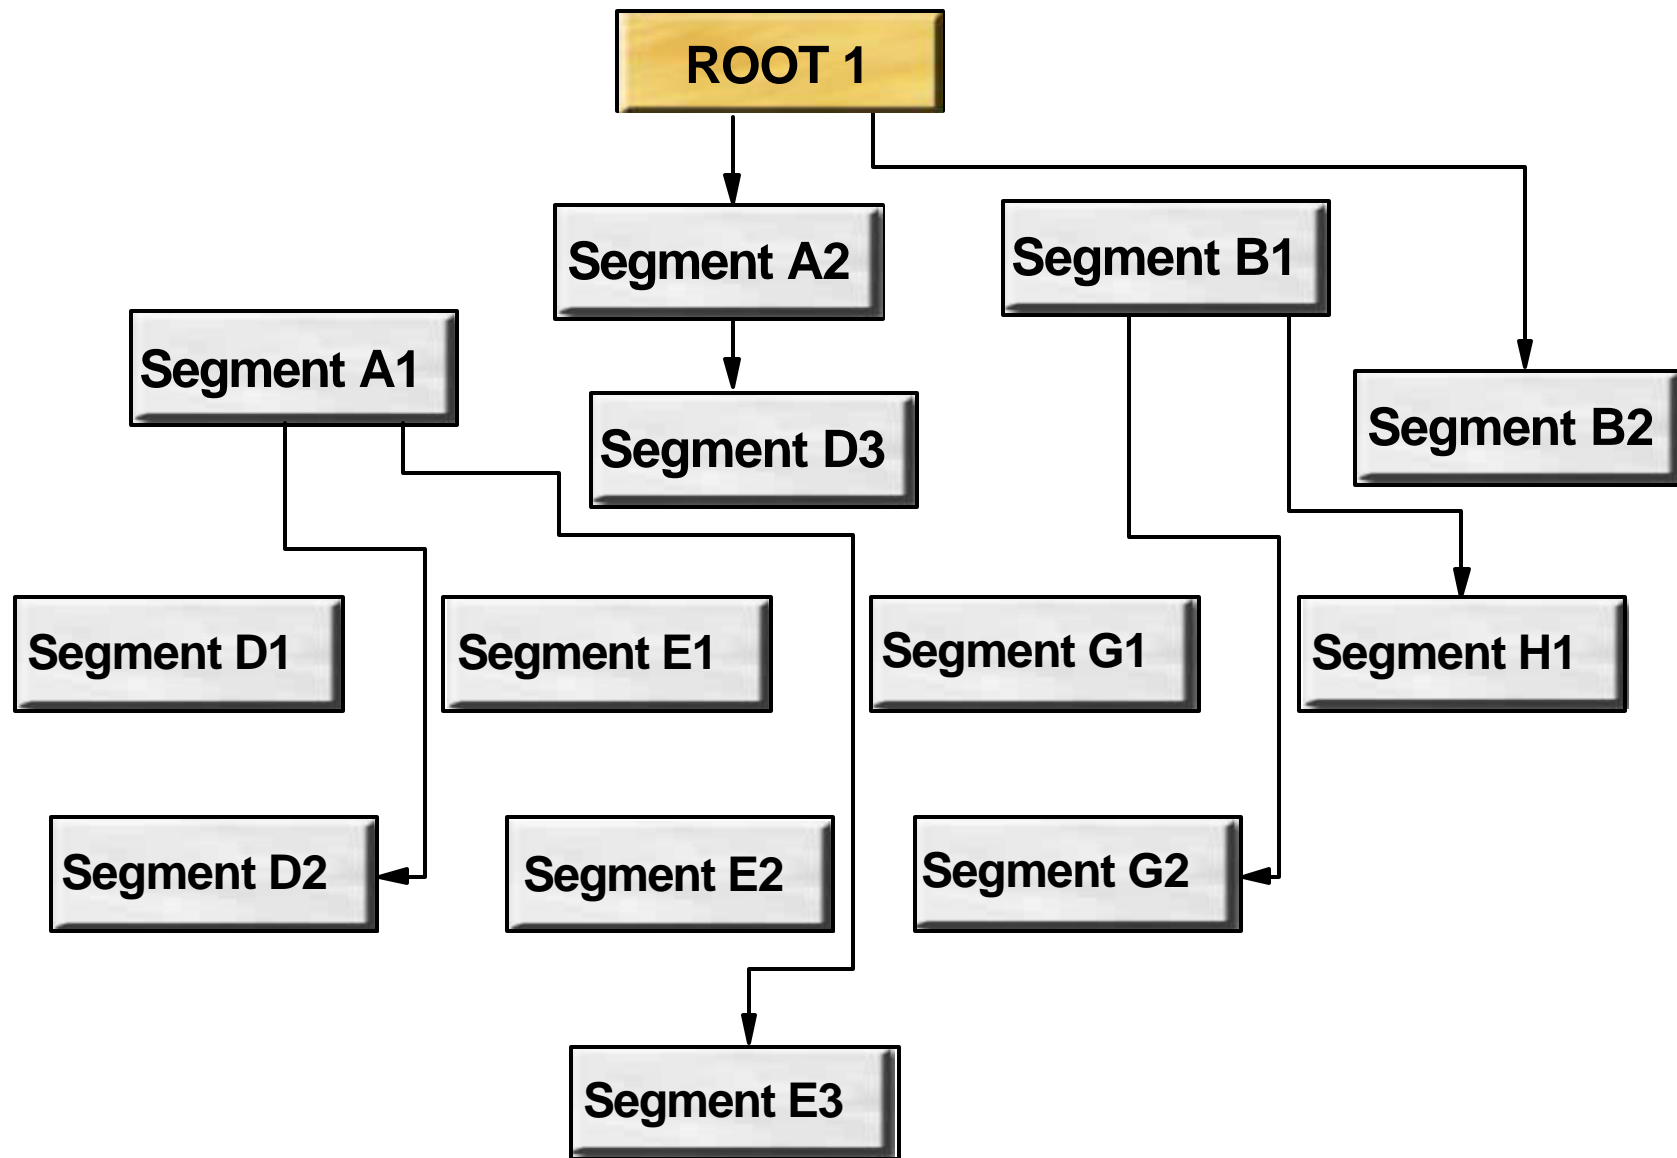 ROOT 1
Segment A2
Segment B1
Segment A1
Segment D3
Segment B2
Segment D1
Segment E1
Segment G1
Segment H1
Segment D2
Segment E2
Segment G2
Segment E3